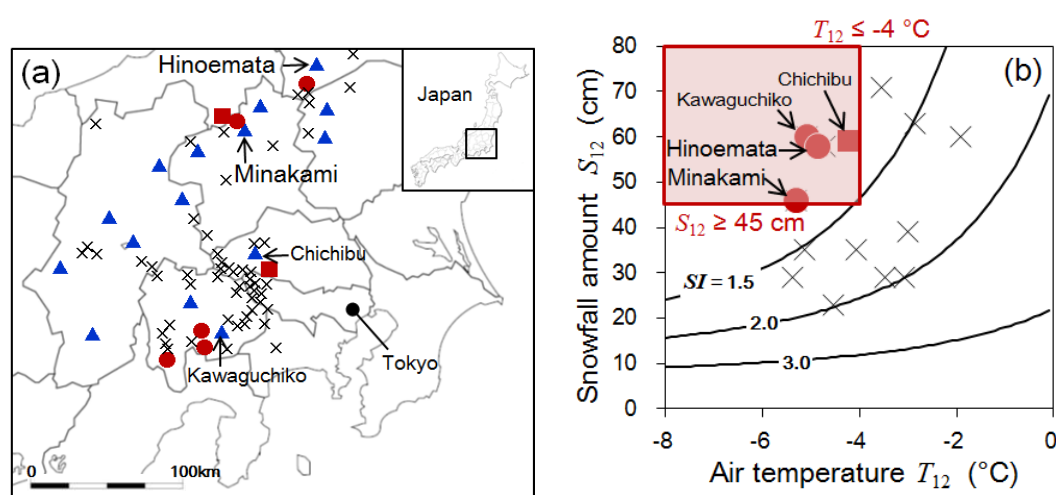 (a)
Hinoemata
Japan
Minakami
Chichibu
Tokyo
Kawaguchiko
0 100km
T12 ≤ -4 °C
(b)
Chichibu
Kawaguchiko
Hinoemata
Minakami
S12 ≥ 45 cm
SI = 1.5
2.0
3.0
Snowfall amount S12 (cm)
80
70
60
50
40
30
20
10
0
-8 -6 -4 -2 0
Air temperature T12 (°C)